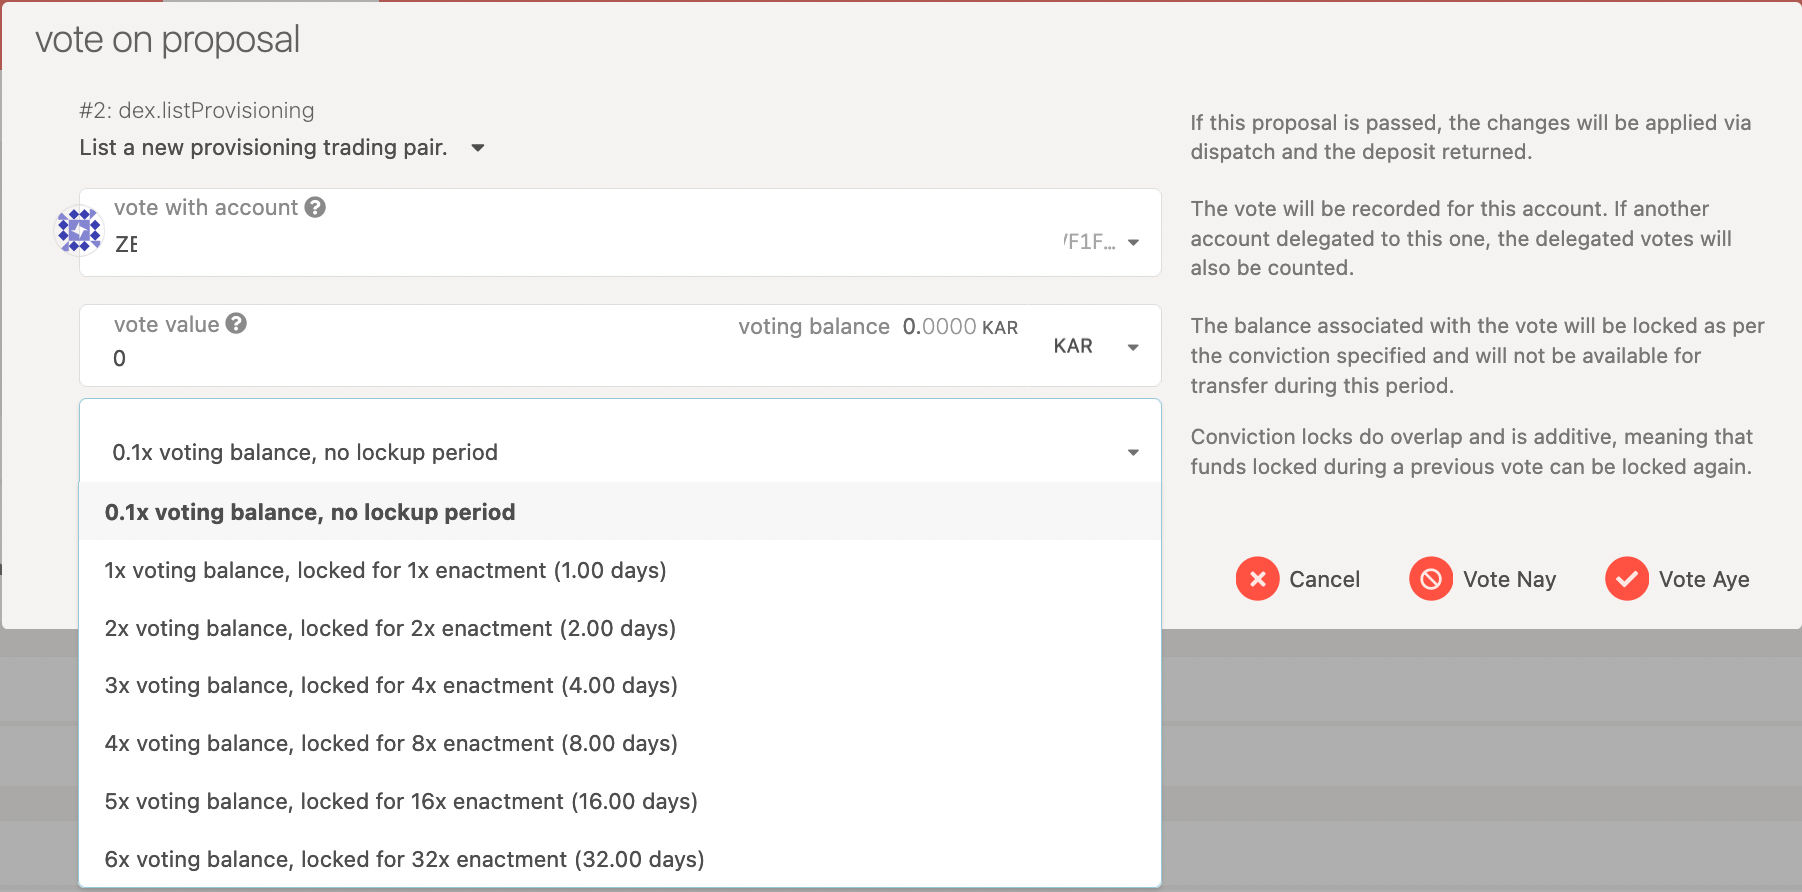 vote on proposal
#2: dex.listProvisioning
List a new provisioning trading pair.
If this proposal is passed, the changes will be applied via
dispatch and the deposit returned.
vote with account
ZE
/F1F...
The vote will be recorded for this account. If another
account delegated to this one, the delegated votes will
also be counted.
vote value
voting balance 0.0000 KAR
0
KAR
The balance associated with the vote will be locked as per
the conviction specified and will not be available for
transfer during this period.
0.1x voting balance, no lockup period
Conviction locks do overlap and is additive, meaning that
funds locked during a previous vote can be locked again.
0.1x voting balance, no lockup period
1x voting balance, locked for 1x enactment (1.00 days)
2x voting balance, locked for 2x enactment (2.00 days)
3x voting balance, locked for 4x enactment (4.00 days)
4x voting balance, locked for 8x enactment (8.00 days)
5x voting balance, locked for 16x enactment (16.00 days)
6x voting balance, locked for 32x enactment (32.00 days)
Cancel
Vote Nay
Vote Aye